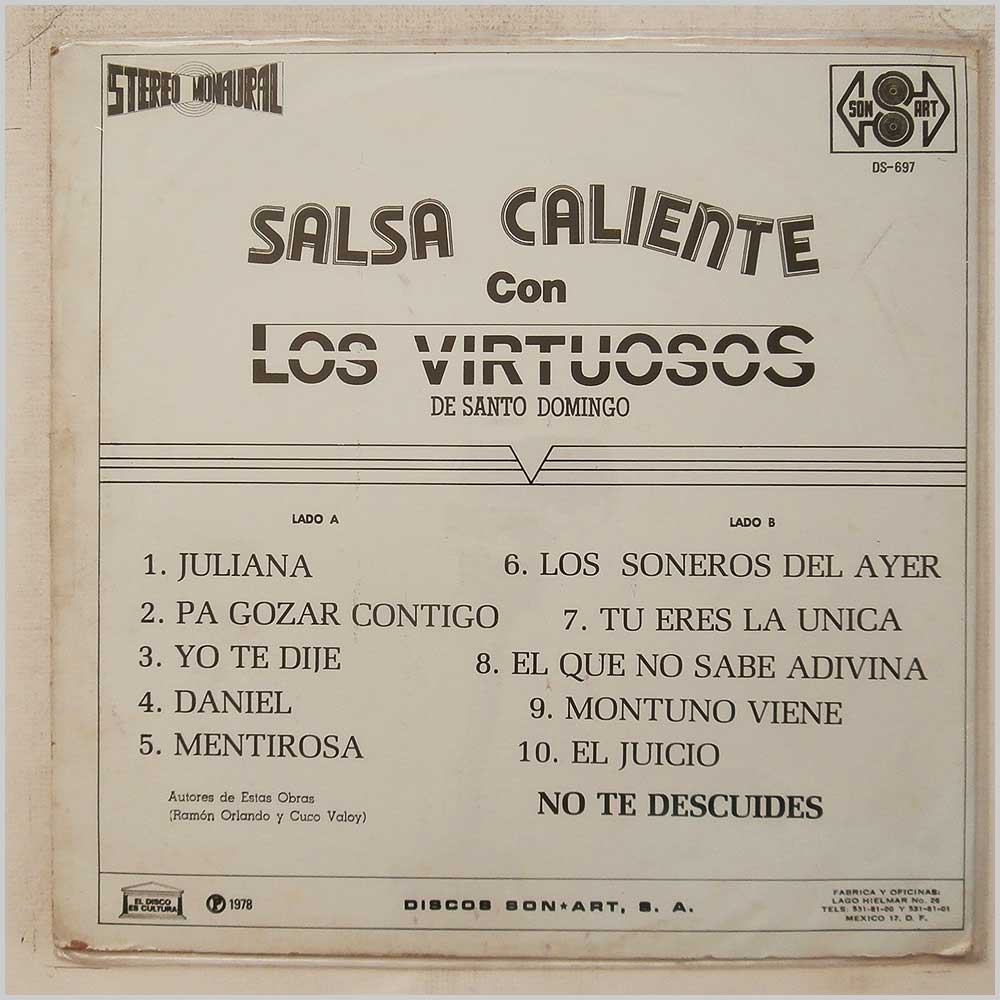 STEREO MONAURAL
SON ART
DS-697
SALSA CALIENTE
Con
LOS VIRTUOSOS
DE SANTO DOMINGO
LADO A
1. JULIANA
2. PA GOZAR CONTIGO
3. YO TE DIJE
4. DANIEL
5. MENTIROSA
Autores de Estas Obras
(Ramón Orlando y Cuco Valoy)
LADO B
6. LOS SONEROS DEL AYER
7. TU ERES LA UNICA
8. EL QUE NO SABE ADIVINA
9. MONTUNO VIENE
10. EL JUICIO
NO TE DESCUIDES
EL DISCO
ES CULTURA
Ⓟ 1978
DISCOS SON★ART, S. A.
FABRICA Y OFICINAS:
LAGO HIELMAR No. 26
TELS: 531-81-00 Y 531-81-01
MEXICO 17, D. F.